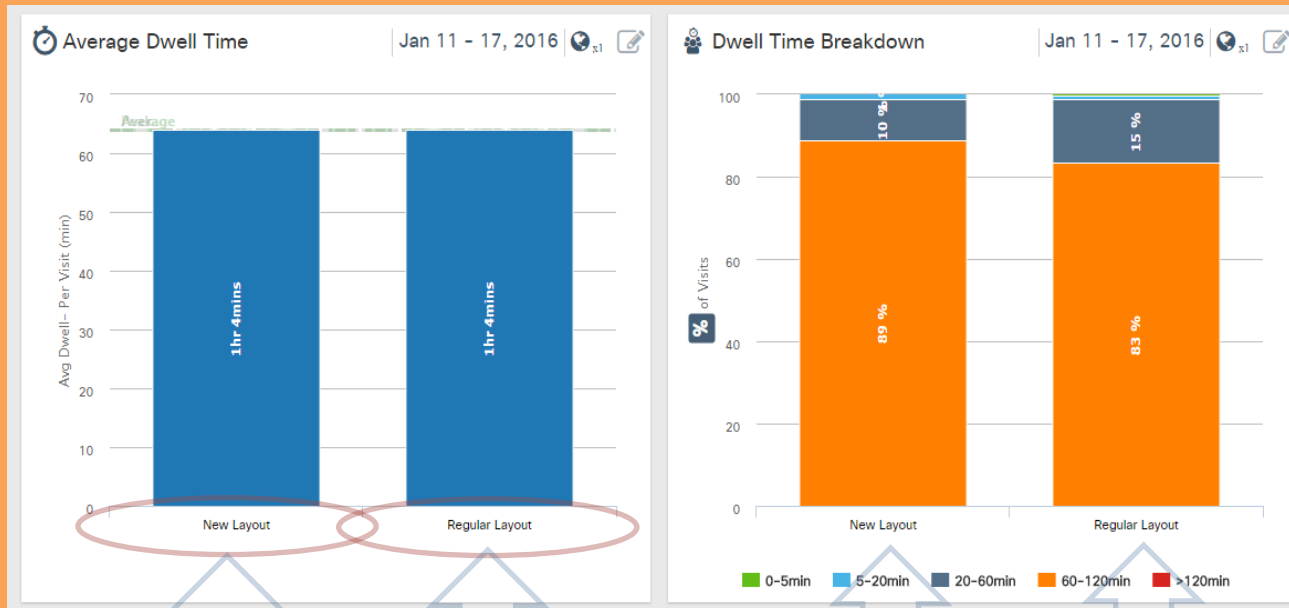 Average Dwell Time
Jan 11 - 17, 2016
x1
70
Average
60
50
40
30
20
10
0
Avg Dwell- Per Visit (min)
1hr 4mins
1hr 4mins
New Layout
Regular Layout
Dwell Time Breakdown
Jan 11 - 17, 2016
x1
100
80
60
40
20
0
% of Visits
10 %
89 %
15 %
83 %
New Layout
Regular Layout
0-5min
5-20min
20-60min
60-120min
>120min